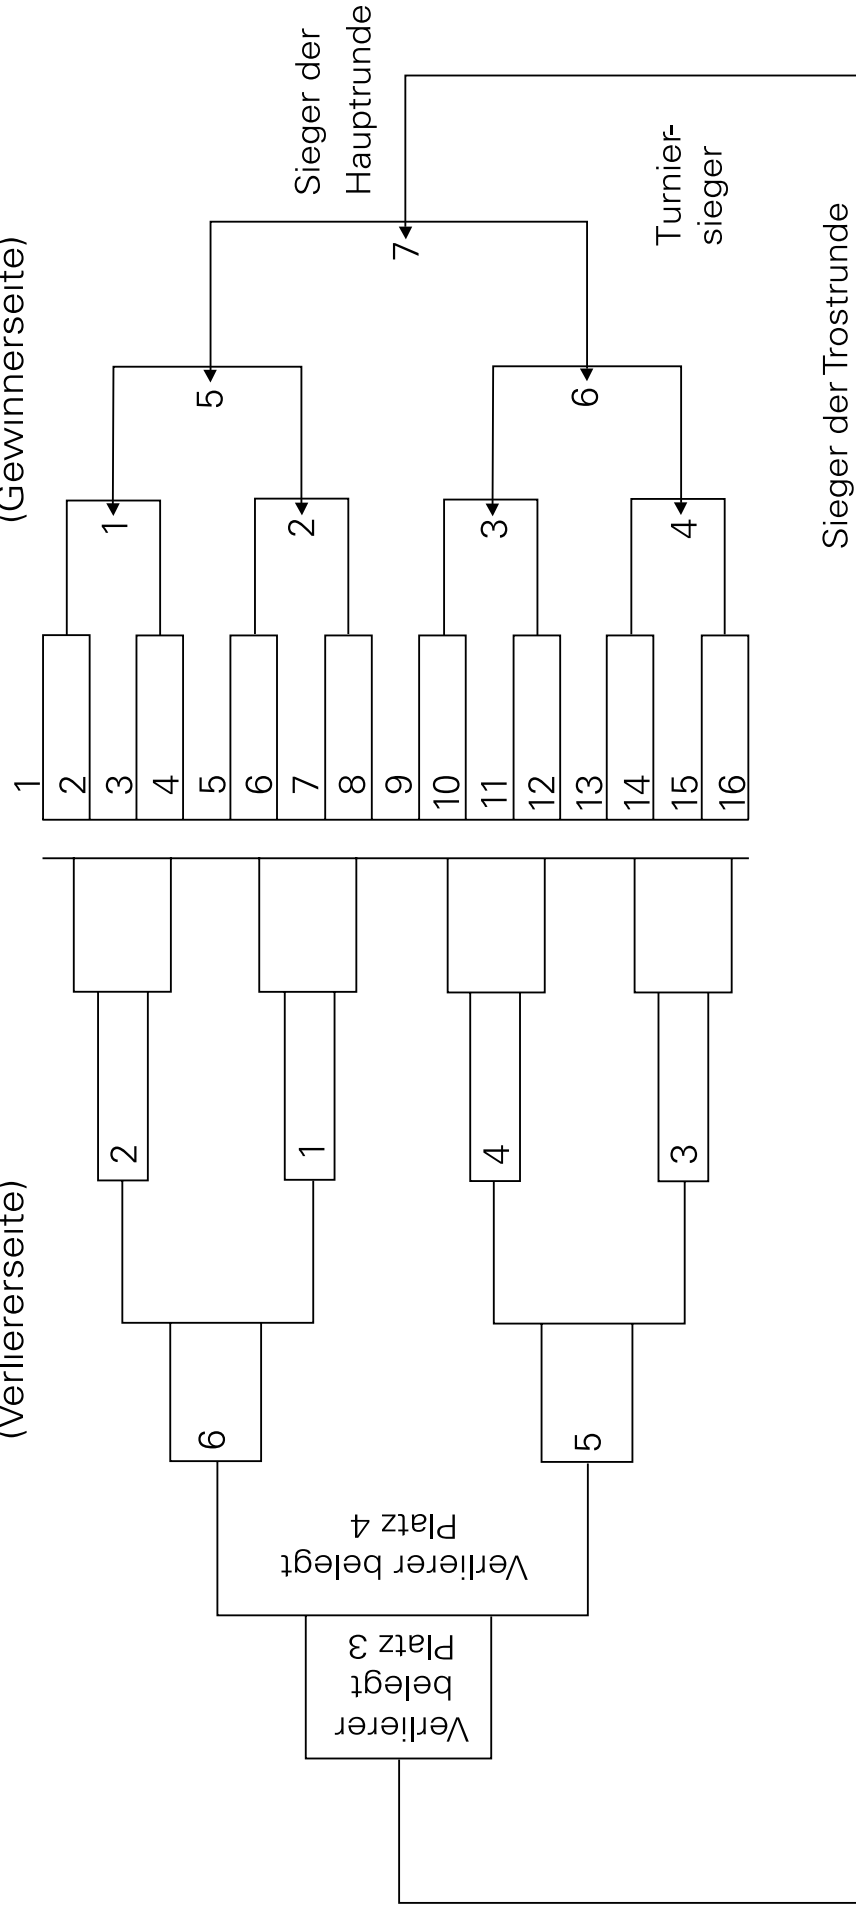 (Verliererseite)
(Gewinnerseite)
1
2
3
4
5
6
7
8
9
10
11
12
13
14
15
16
1
2
3
4
5
6
7
Sieger der
Hauptrunde
Turnier-
sieger
Sieger der Trostrunde
2
1
4
3
6
5
Verlierer belegt
Platz 4
Verlierer
belegt
Platz 3